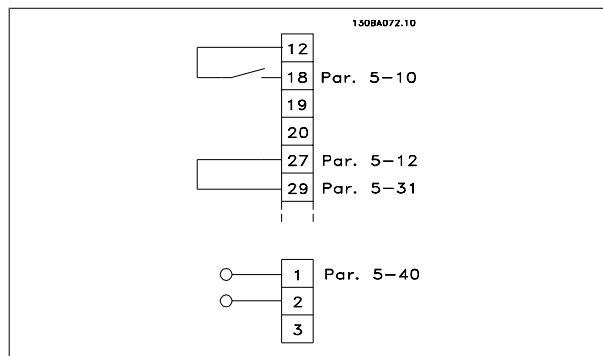 130BA072.10
12
18 Par. 5-10
19
20
27 Par. 5-12
29 Par. 5-31
1 Par. 5-40
2
3